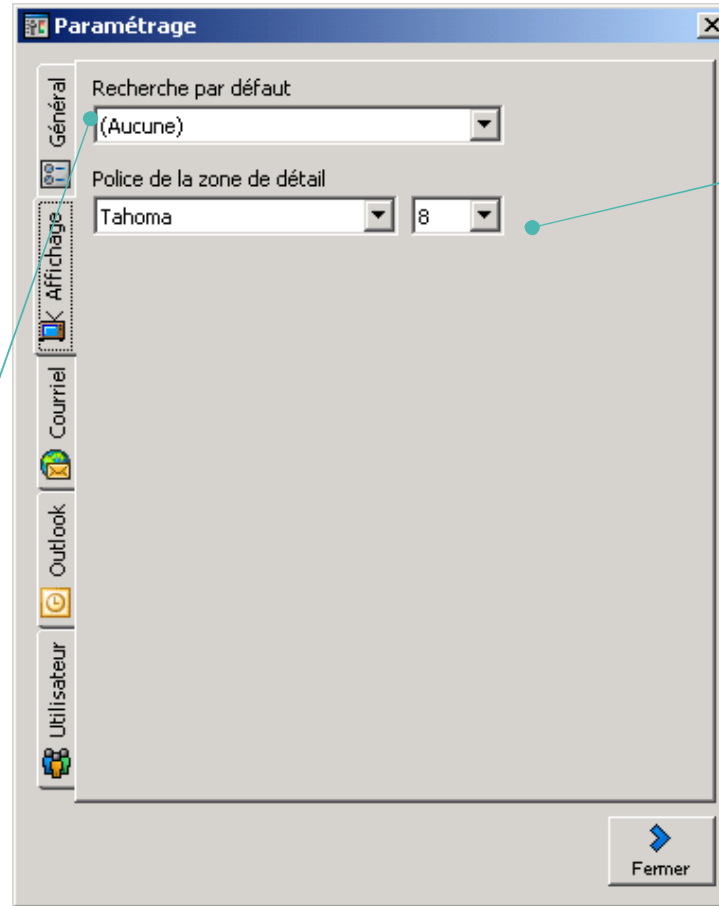 Paramétrage
Général
Affichage
Courriel
Outlook
Utilisateur
Recherche par défaut
(Aucune)
Police de la zone de détail
Tahoma 8
Fermer